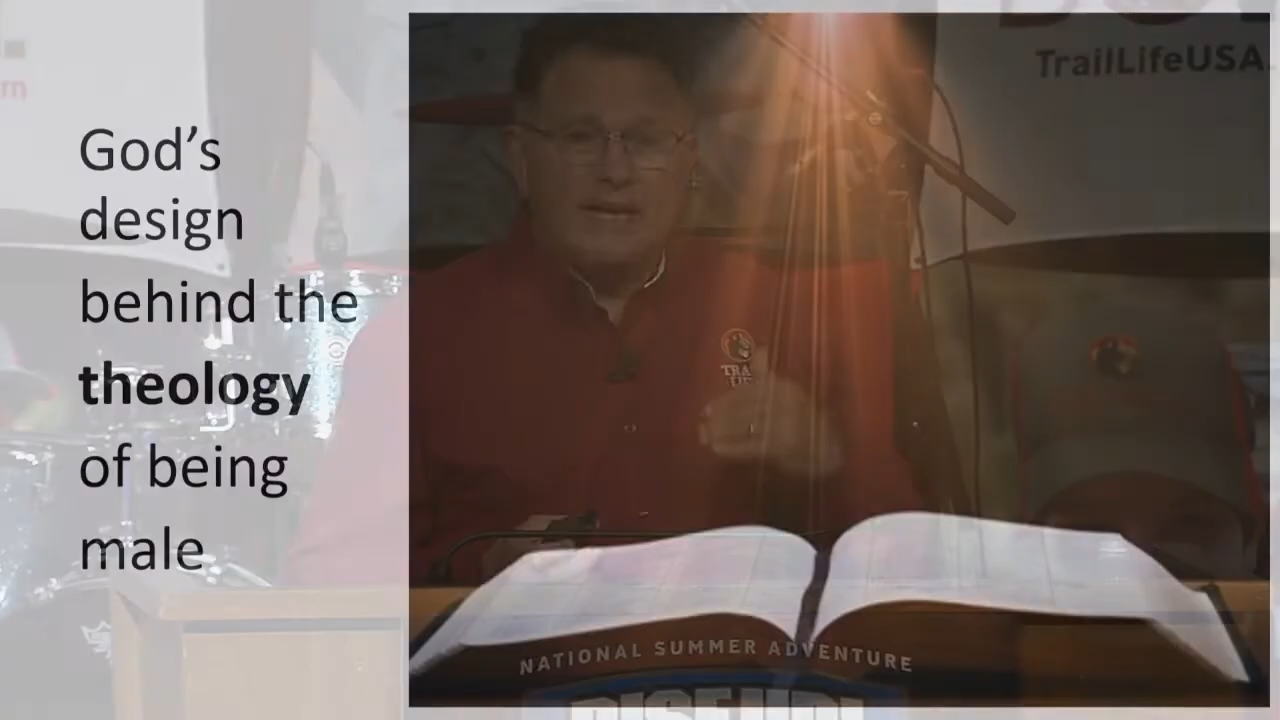 God's
design
behind the
theology
of being
male
TrailLifeUSA.
NATIONAL SUMMER ADVENTURE